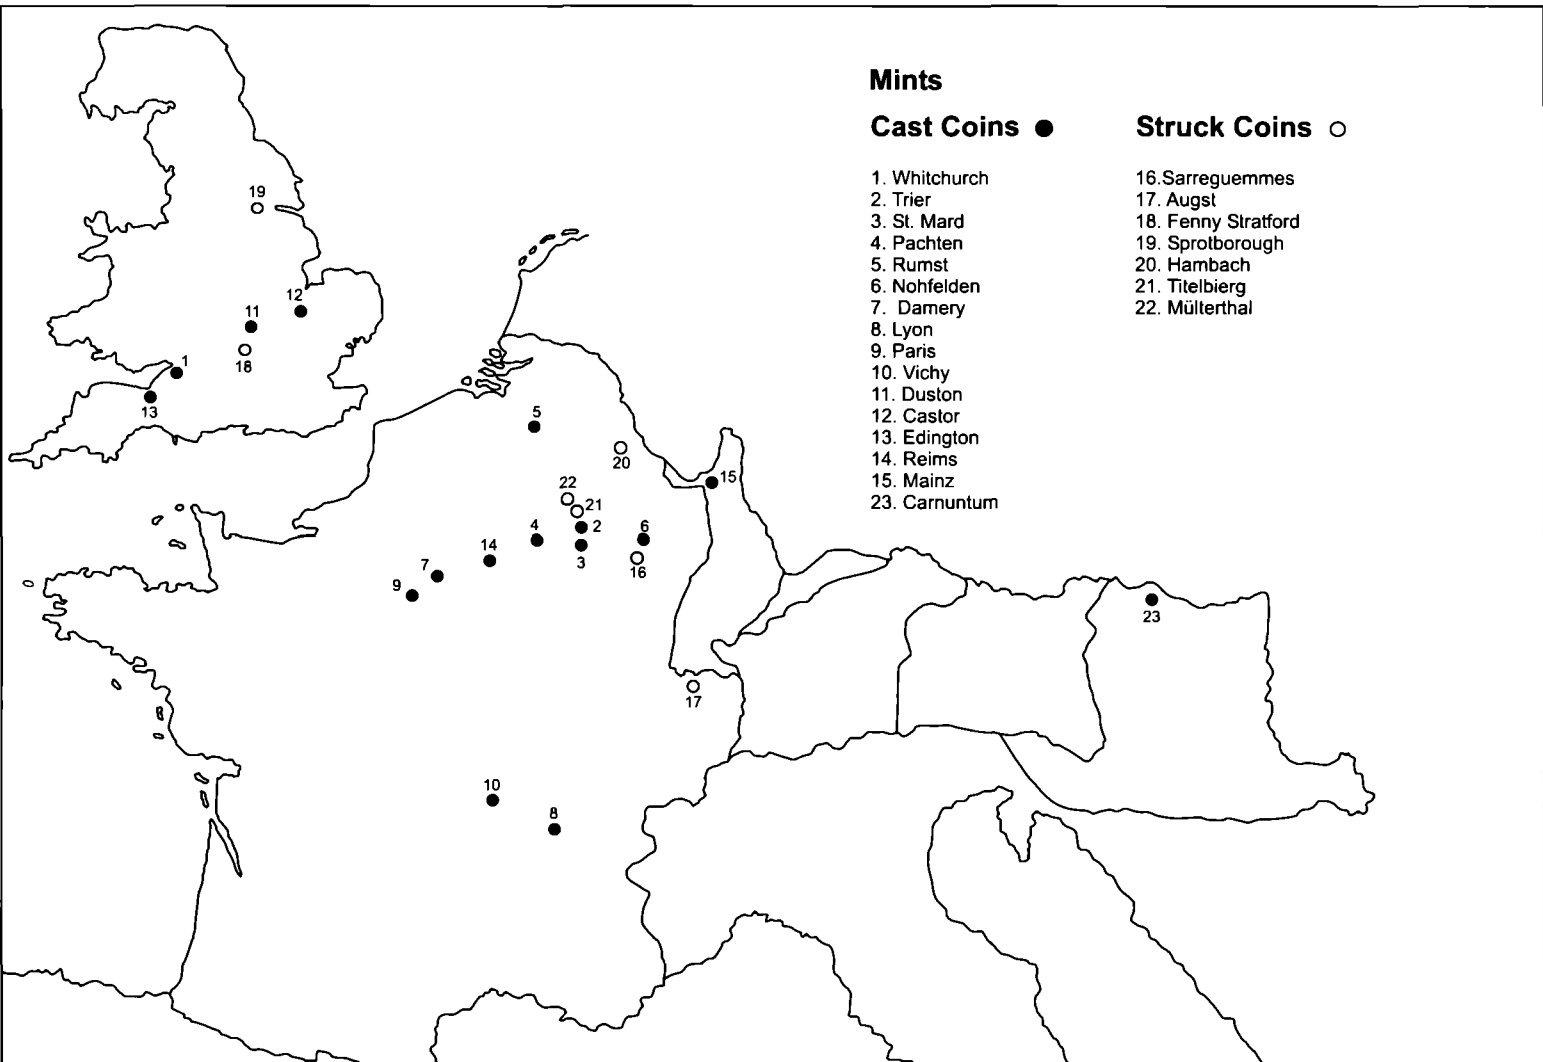 Mints
Cast Coins
1. Whitchurch
2. Trier
3. St. Mard
4. Pachten
5. Rumst
6. Nohfelden
7. Damery
8. Lyon
9. Paris
10. Vichy
11. Duston
12. Castor
13. Edington
14. Reims
15. Mainz
23. Carnuntum
Struck Coins
16.Sarreguemmes
17. Augst
18. Fenny Stratford
19. Sprotborough
20. Hambach
21. Titelbierg
22. Mülterthal
19
12
11
18
1
13
5
20
15
22
21
2
4
6
3
16
14
7
9
23
17
10
8